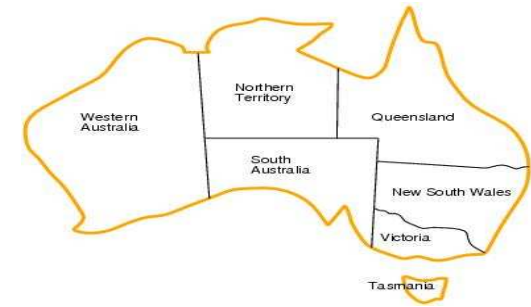 Northern
Territory
Western
Australia
Queensland
South
Australia
New South Wales
Victoria
Tasmania